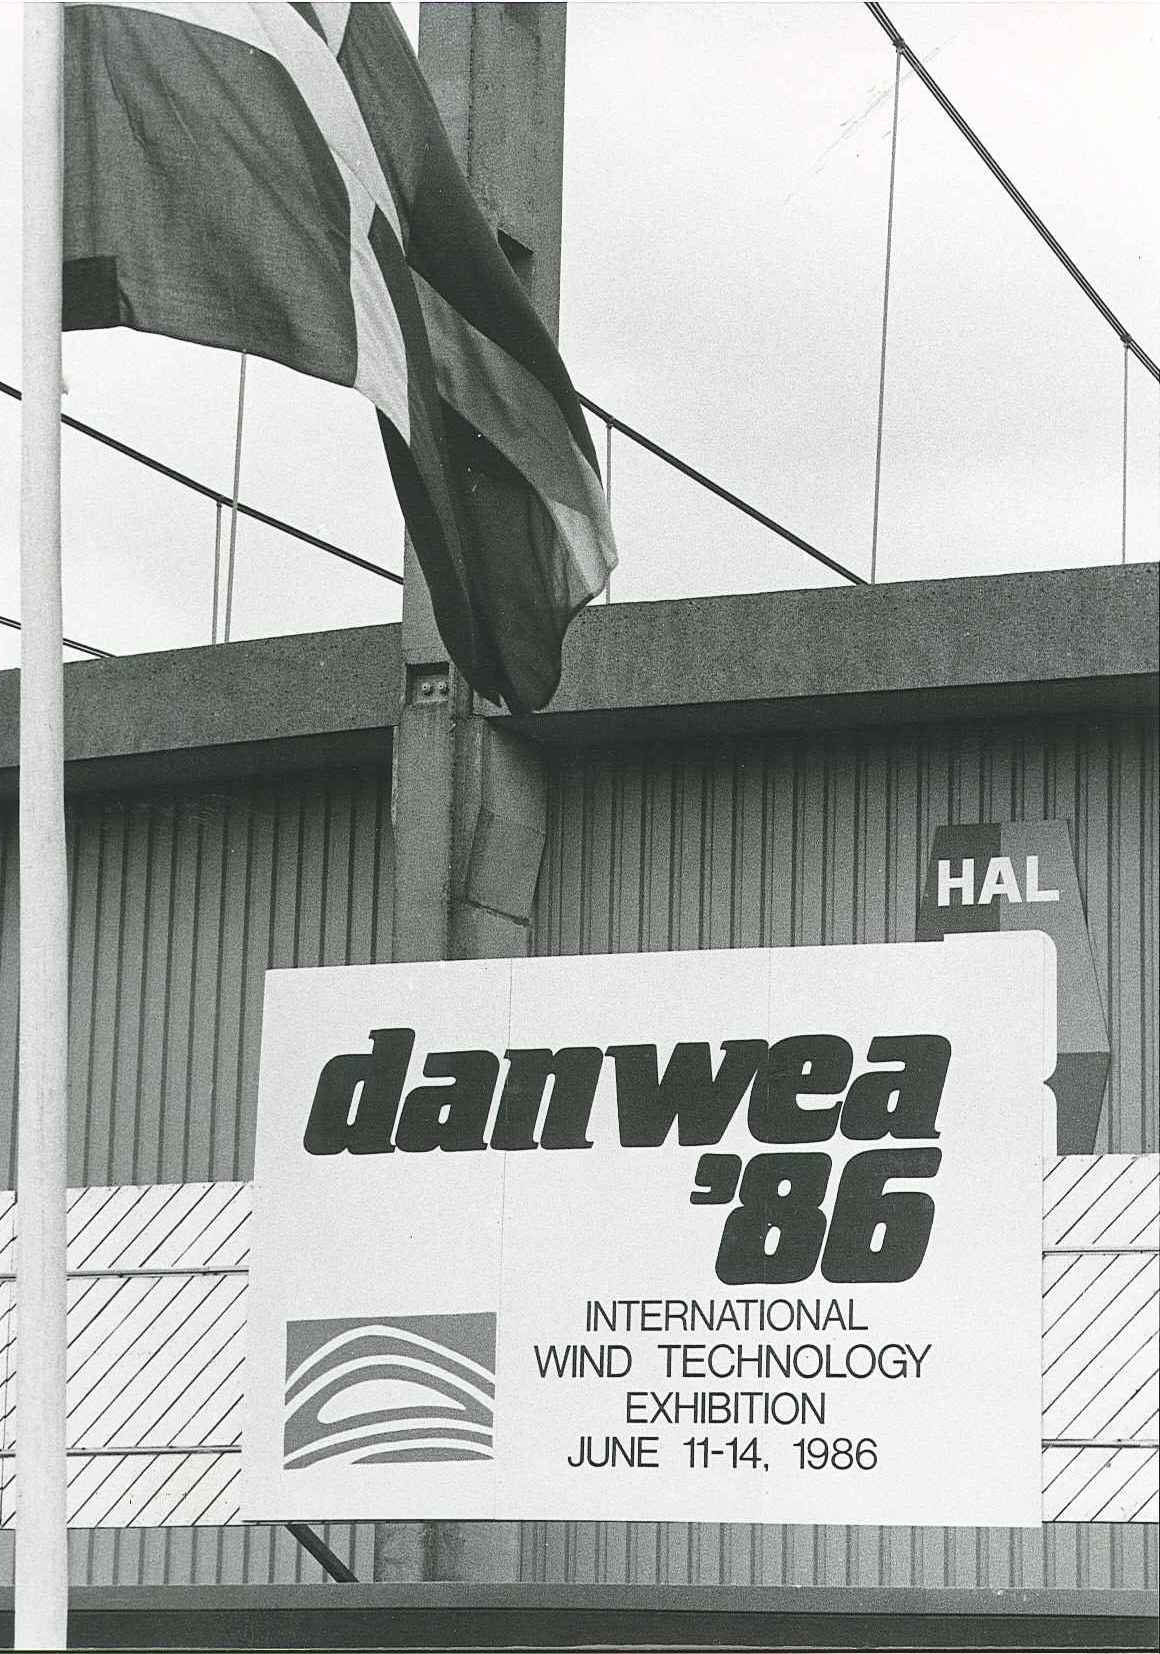 HAL
danwea
'86
INTERNATIONAL
WIND TECHNOLOGY
EXHIBITION
JUNE 11-14, 1986